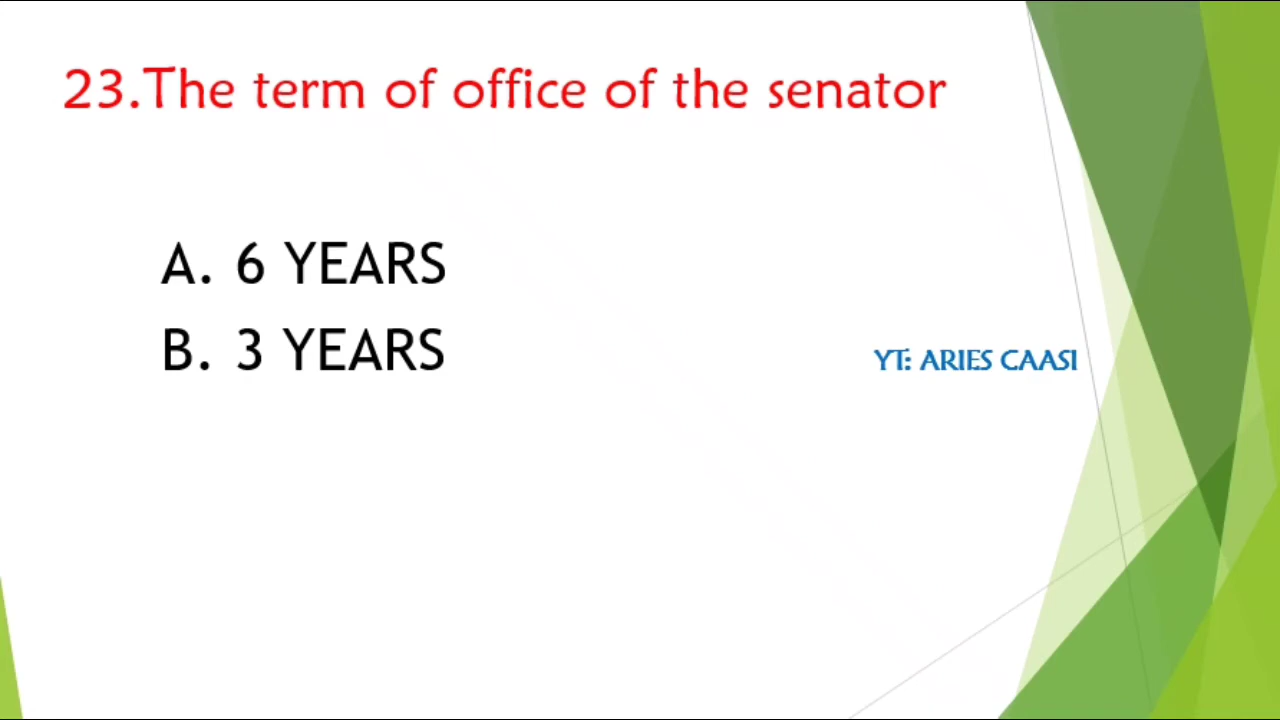 23.The term of office of the senator
A. 6 YEARS
B. 3 YEARS
YT: ARIES CAASI